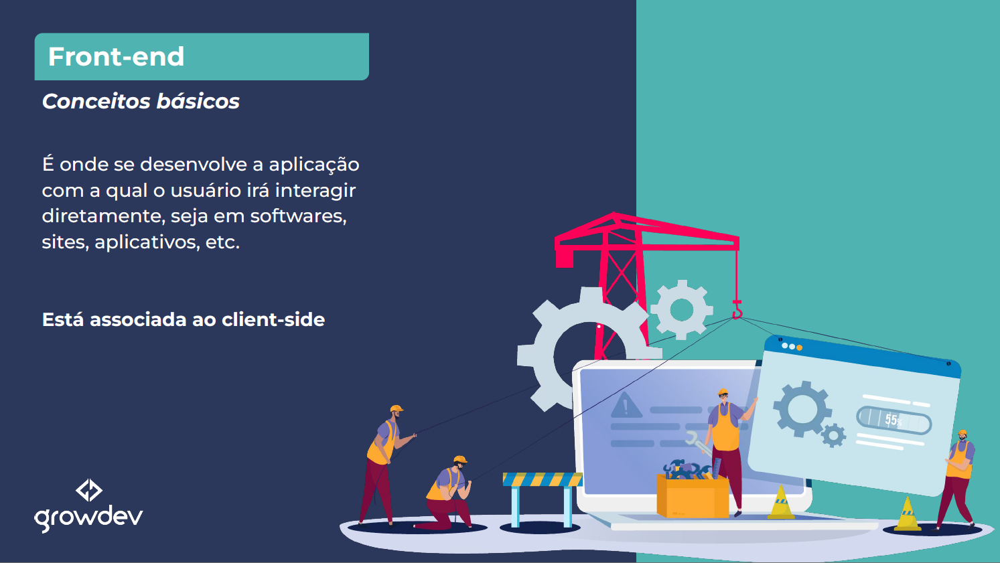 Front-end
Conceitos básicos
É onde se desenvolve a aplicação
com a qual o usuário irá interagir
diretamente, seja em softwares,
sites, aplicativos, etc.
Está associada ao client-side
55%
growdev